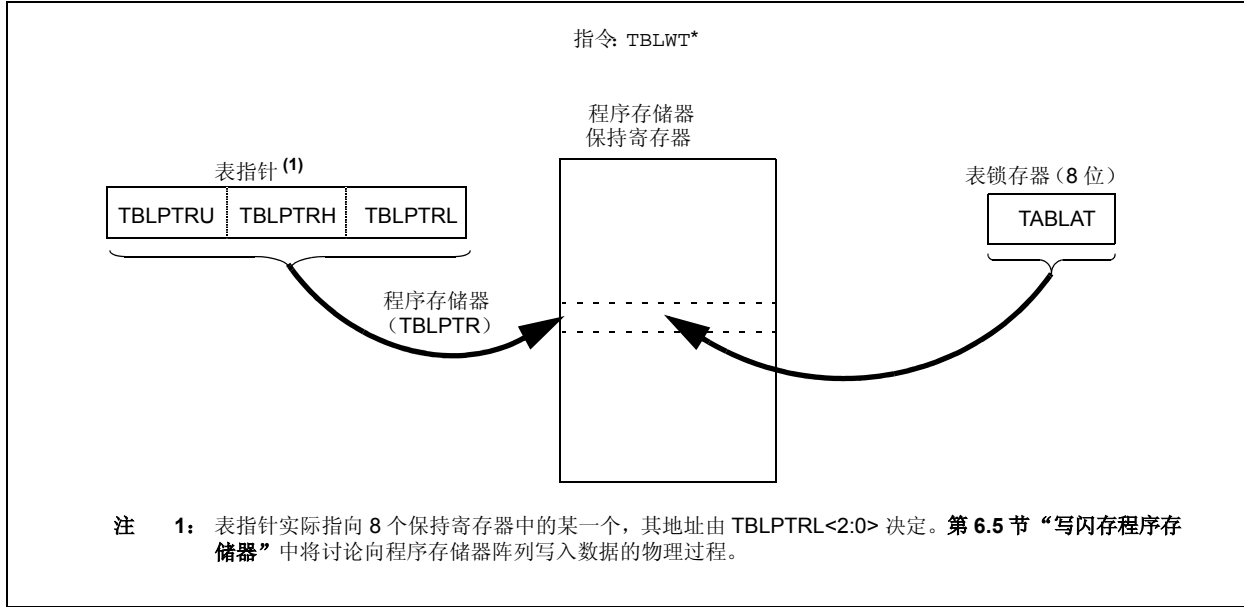 指令: TBLWT*
程序存储器
保持寄存器
表指针 (1)
表锁存器（8 位）
TBLPTRU TBLPTRH TBLPTRL
TABLAT
程序存储器
（TBLPTR）
注 1： 表指针实际指向 8 个保持寄存器中的某一个，其地址由 TBLPTRL<2:0> 决定。第 6.5 节“写闪存程序存
储器”中将讨论向程序存储器阵列写入数据的物理过程。